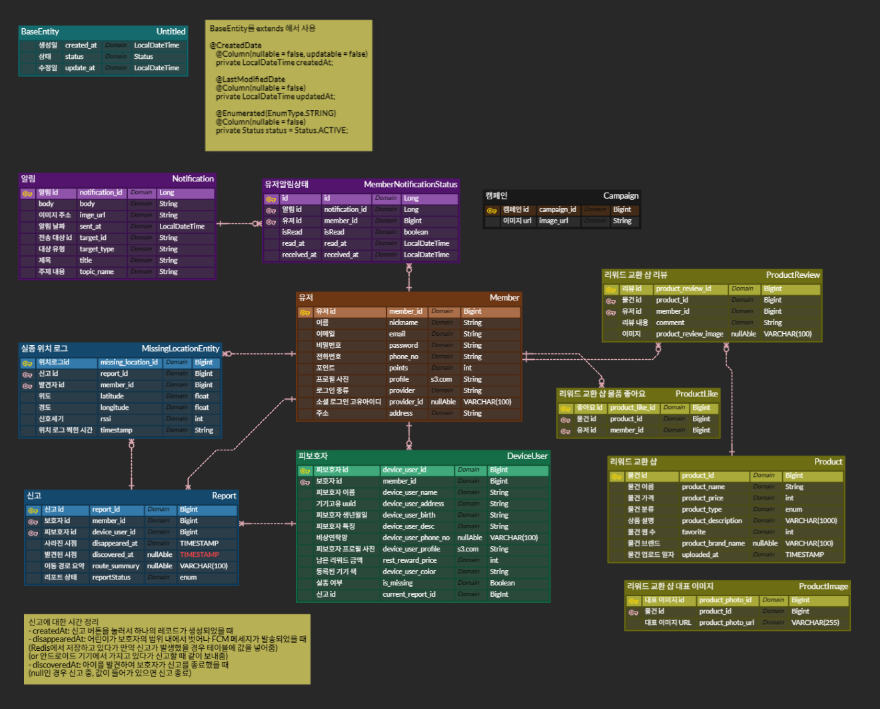 BaseEntity Untitled
생성일 created_at Domain LocalDateTime
상태 status Domain Status
수정일 update_at Domain LocalDateTime
BaseEntity를 extends 해서 사용
@CreatedDate
@Column(nullable = false, updatable = false)
private LocalDateTime createdAt;
@LastModifiedDate
@Column(nullable = false)
private LocalDateTime updatedAt;
@Enumerated(EnumType.STRING)
@Column(nullable = false)
private Status status = Status.ACTIVE;
알림 Notification
알림 id notification_id Domain Long
body body Domain String
이미지 주소 imge_url Domain String
알림 날짜 sent_at Domain LocalDateTime
전송 대상 id target_id Domain String
대상 유형 target_type Domain String
제목 title Domain String
주제 내용 topic_name Domain String
유저알림상태 MemberNotificationStatus
id id Domain Long
알림 id notification_id Domain Long
유저 id member_id Domain Bigint
isRead isRead Domain boolean
read_at read_at Domain LocalDateTime
received_at received_at Domain LocalDateTime
캠페인 Campaign
캠페인 id campaign_id Domain Bigint
이미지 url image_url Domain String
리워드 교환 샵 리뷰 ProductReview
리뷰 id product_review_id Domain Bigint
물건 id product_id Domain Bigint
유저 id member_id Domain Bigint
리뷰 내용 comment Domain String
이미지 product_review_image nullAble VARCHAR(100)
유저 Member
유저 id member_id Domain Bigint
이름 nickname Domain String
이메일 email Domain String
비밀번호 password Domain String
전화번호 phone_no Domain String
포인트 points Domain int
프로필 사진 profile Domain s3.com
로그인 종류 provider Domain String
소셜 로그인 고유아이디 provider_id nullAble VARCHAR(100)
주소 address Domain String
실종 위치 로그 MissingLocationEntity
위치로그id missing_location_id Domain Bigint
신고 id report_id Domain Bigint
발견자 id member_id Domain Bigint
위도 latitude Domain float
경도 longitude Domain float
신호세기 rssi Domain int
위치 로그 찍힌 시간 timestamp Domain String
리워드 교환 샵 물품 좋아요 ProductLike
좋아요 id product_like_id Domain Bigint
물건 id product_id Domain Bigint
유저 id member_id Domain Bigint
피보호자 DeviceUser
피보호자 id device_user_id Domain Bigint
보호자 id member_id Domain Bigint
피보호자 이름 device_user_name Domain String
기기고유 uuid device_user_address Domain String
피보호자 생년월일 device_user_birth Domain String
피보호자 특징 device_user_desc Domain String
비상연락망 device_user_phone_no nullAble VARCHAR(100)
피보호자 프로필 사진 device_user_profile Domain s3.com
남은 리워드 금액 rest_reward_price Domain int
등록된 기기 색 device_user_color Domain String
실종 여부 is_missing Domain Boolean
신고 id current_report_id Domain Bigint
리워드 교환 샵 Product
물건 id product_id Domain Bigint
물건 이름 product_name Domain String
물건 가격 product_price Domain int
물건 분류 product_type Domain enum
상품 설명 product_description Domain VARCHAR(1000)
물건 찜 수 favorite Domain int
물건 브랜드 product_brand_name nullAble VARCHAR(100)
물건 업로드 일자 uploaded_at Domain TIMESTAMP
신고 Report
신고 id report_id Domain Bigint
보호자 id member_id Domain Bigint
피보호자 id device_user_id Domain Bigint
사라진 시점 disappeared_at Domain TIMESTAMP
발견된 시점 discovered_at nullAble TIMESTAMP
이동 경로 요약 route_summury nullAble VARCHAR(100)
리포트 상태 reportStatus Domain enum
리워드 교환 샵 대표 이미지 ProductImage
대표 이미지 id product_photo_id Domain Bigint
물건 id product_id Domain Bigint
대표 이미지 URL product_photo_url Domain VARCHAR(255)
신고에 대한 시간 정리
- createdAt: 신고 버튼을 눌러서 하나의 레코드가 생성되었을 때
- disappearedAt: 어린이가 보호자의 범위 내에서 벗어나 FCM 메세지가 발송되었을 때
(Redis에서 저장하고 있다가 만약 신고가 발생했을 경우 테이블에 값을 넣어줌)
(or 안드로이드 기기에서 가지고 있다가 신고할 때 같이 보내줌)
- discoveredAt: 아이를 발견하여 보호자가 신고를 종료했을 때
(null인 경우 신고 중, 값이 들어가 있으면 신고 종료)